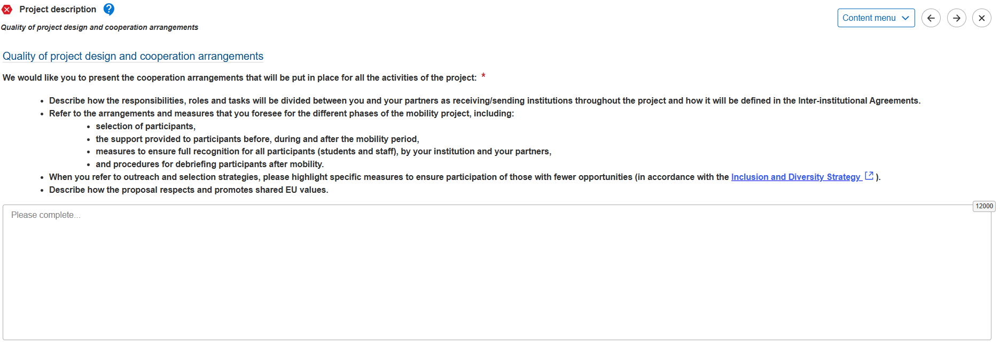 Project description
Quality of project design and cooperation arrangements
Content menu
Quality of project design and cooperation arrangements
We would like you to present the cooperation arrangements that will be put in place for all the activities of the project: *
• Describe how the responsibilities, roles and tasks will be divided between you and your partners as receiving/sending institutions throughout the project and how it will be defined in the Inter-institutional Agreements.
• Refer to the arrangements and measures that you foresee for the different phases of the mobility project, including:
• selection of participants,
• the support provided to participants before, during and after the mobility period,
• measures to ensure full recognition for all participants (students and staff), by your institution and your partners,
• and procedures for debriefing participants after mobility.
• When you refer to outreach and selection strategies, please highlight specific measures to ensure participation of those with fewer opportunities (in accordance with the Inclusion and Diversity Strategy ).
• Describe how the proposal respects and promotes shared EU values.
12000
Please complete...